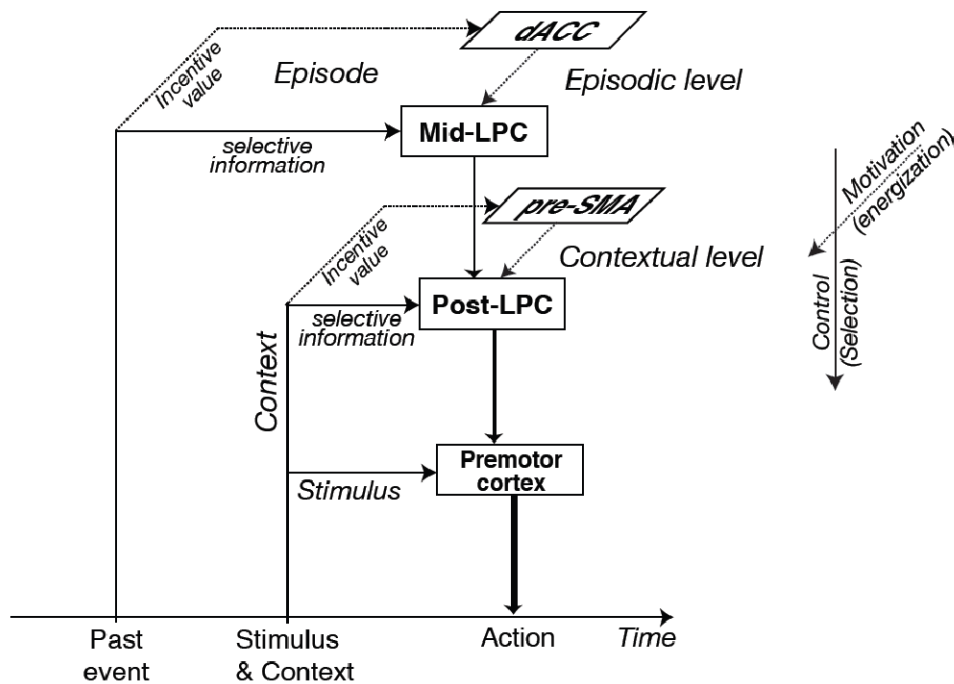 dACC
Incentive
value
Episode
Episodic level
Mid-LPC
selective
information
Motivation
(energization)
pre-SMA
Incentive
value
Contextual level
Post-LPC
selective
information
Control
(Selection)
Context
Premotor
cortex
Stimulus
Past
event
Stimulus
& Context
Action
Time